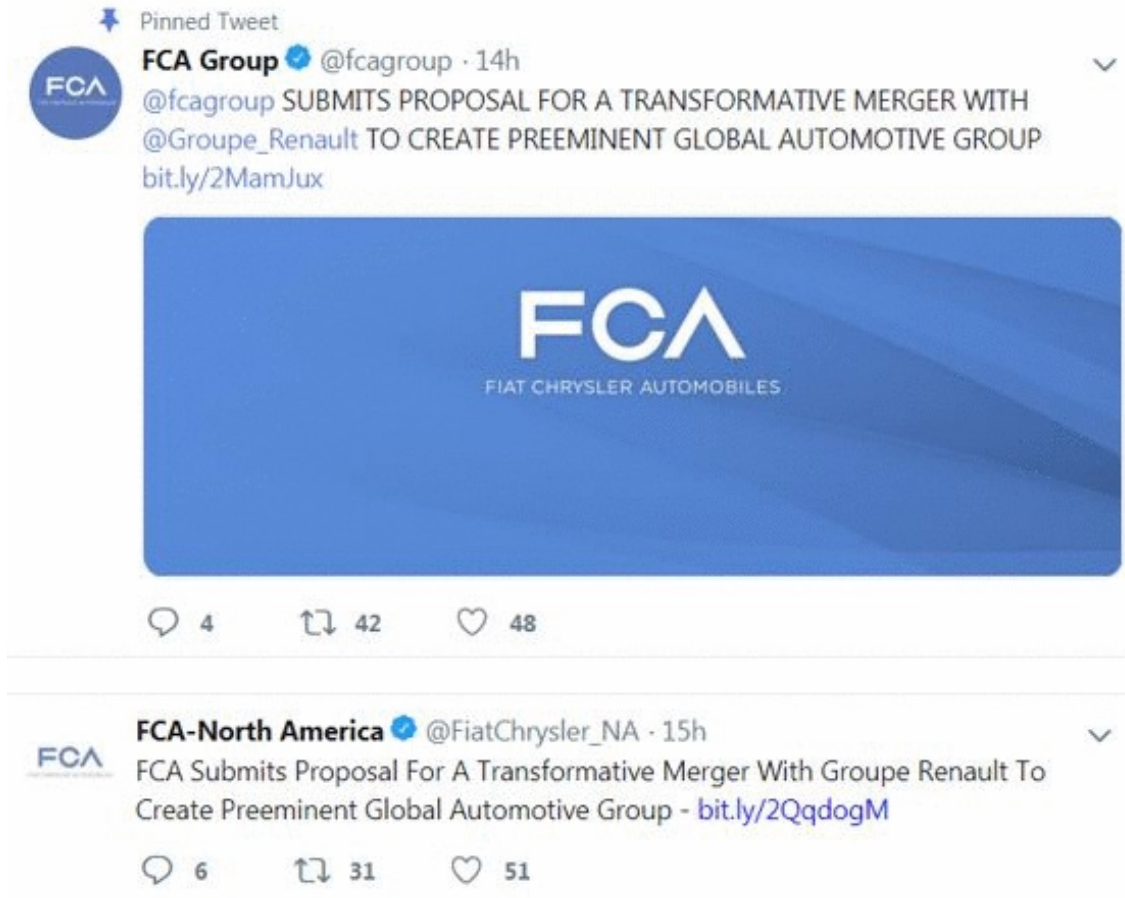 Pinned Tweet
FCA Group @fcagroup · 14h
FCA
@fcagroup SUBMITS PROPOSAL FOR A TRANSFORMATIVE MERGER WITH
@Groupe_Renault TO CREATE PREEMINENT GLOBAL AUTOMOTIVE GROUP
bit.ly/2MamJux
FCA
FIAT CHRYSLER AUTOMOBILES
4 42 48
FCA-North America @FiatChrysler_NA · 15h
FCA
FCA Submits Proposal For A Transformative Merger With Groupe Renault To
Create Preeminent Global Automotive Group - bit.ly/2QqdogM
6 31 51